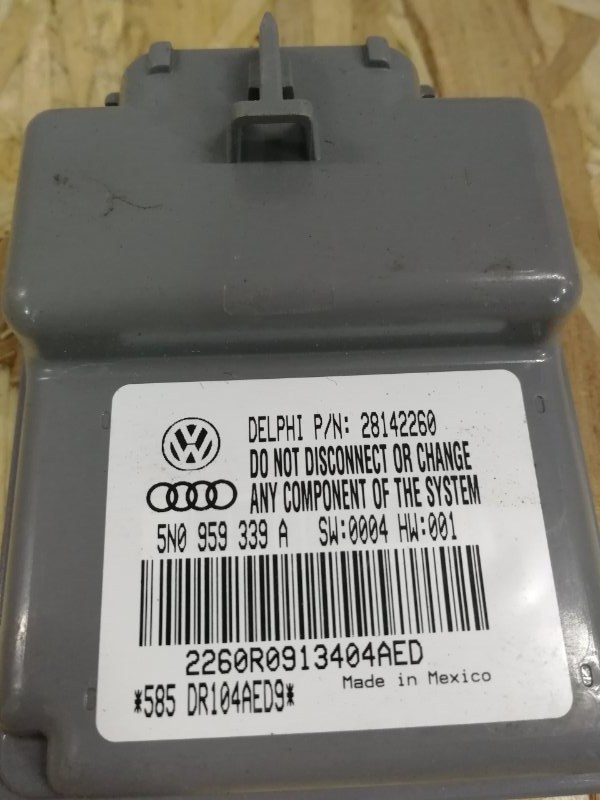 DELPHI P/N: 28142260
DO NOT DISCONNECT OR CHANGE
ANY COMPONENT OF THE SYSTEM
5N0 959 339 A SW:0004 HW:001
2260R0913404AED
Made in Mexico
*585 DR104AED9*